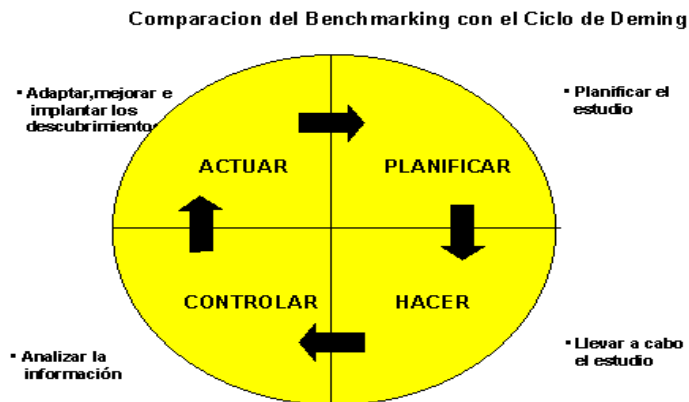 Comparacion del Benchmarking con el Ciclo de Deming
• Adaptar,mejorar e
implantar los
descubrimientos
• Planificar el
estudio
ACTUAR
PLANIFICAR
CONTROLAR
HACER
• Analizar la
información
• Llevar a cabo
el estudio